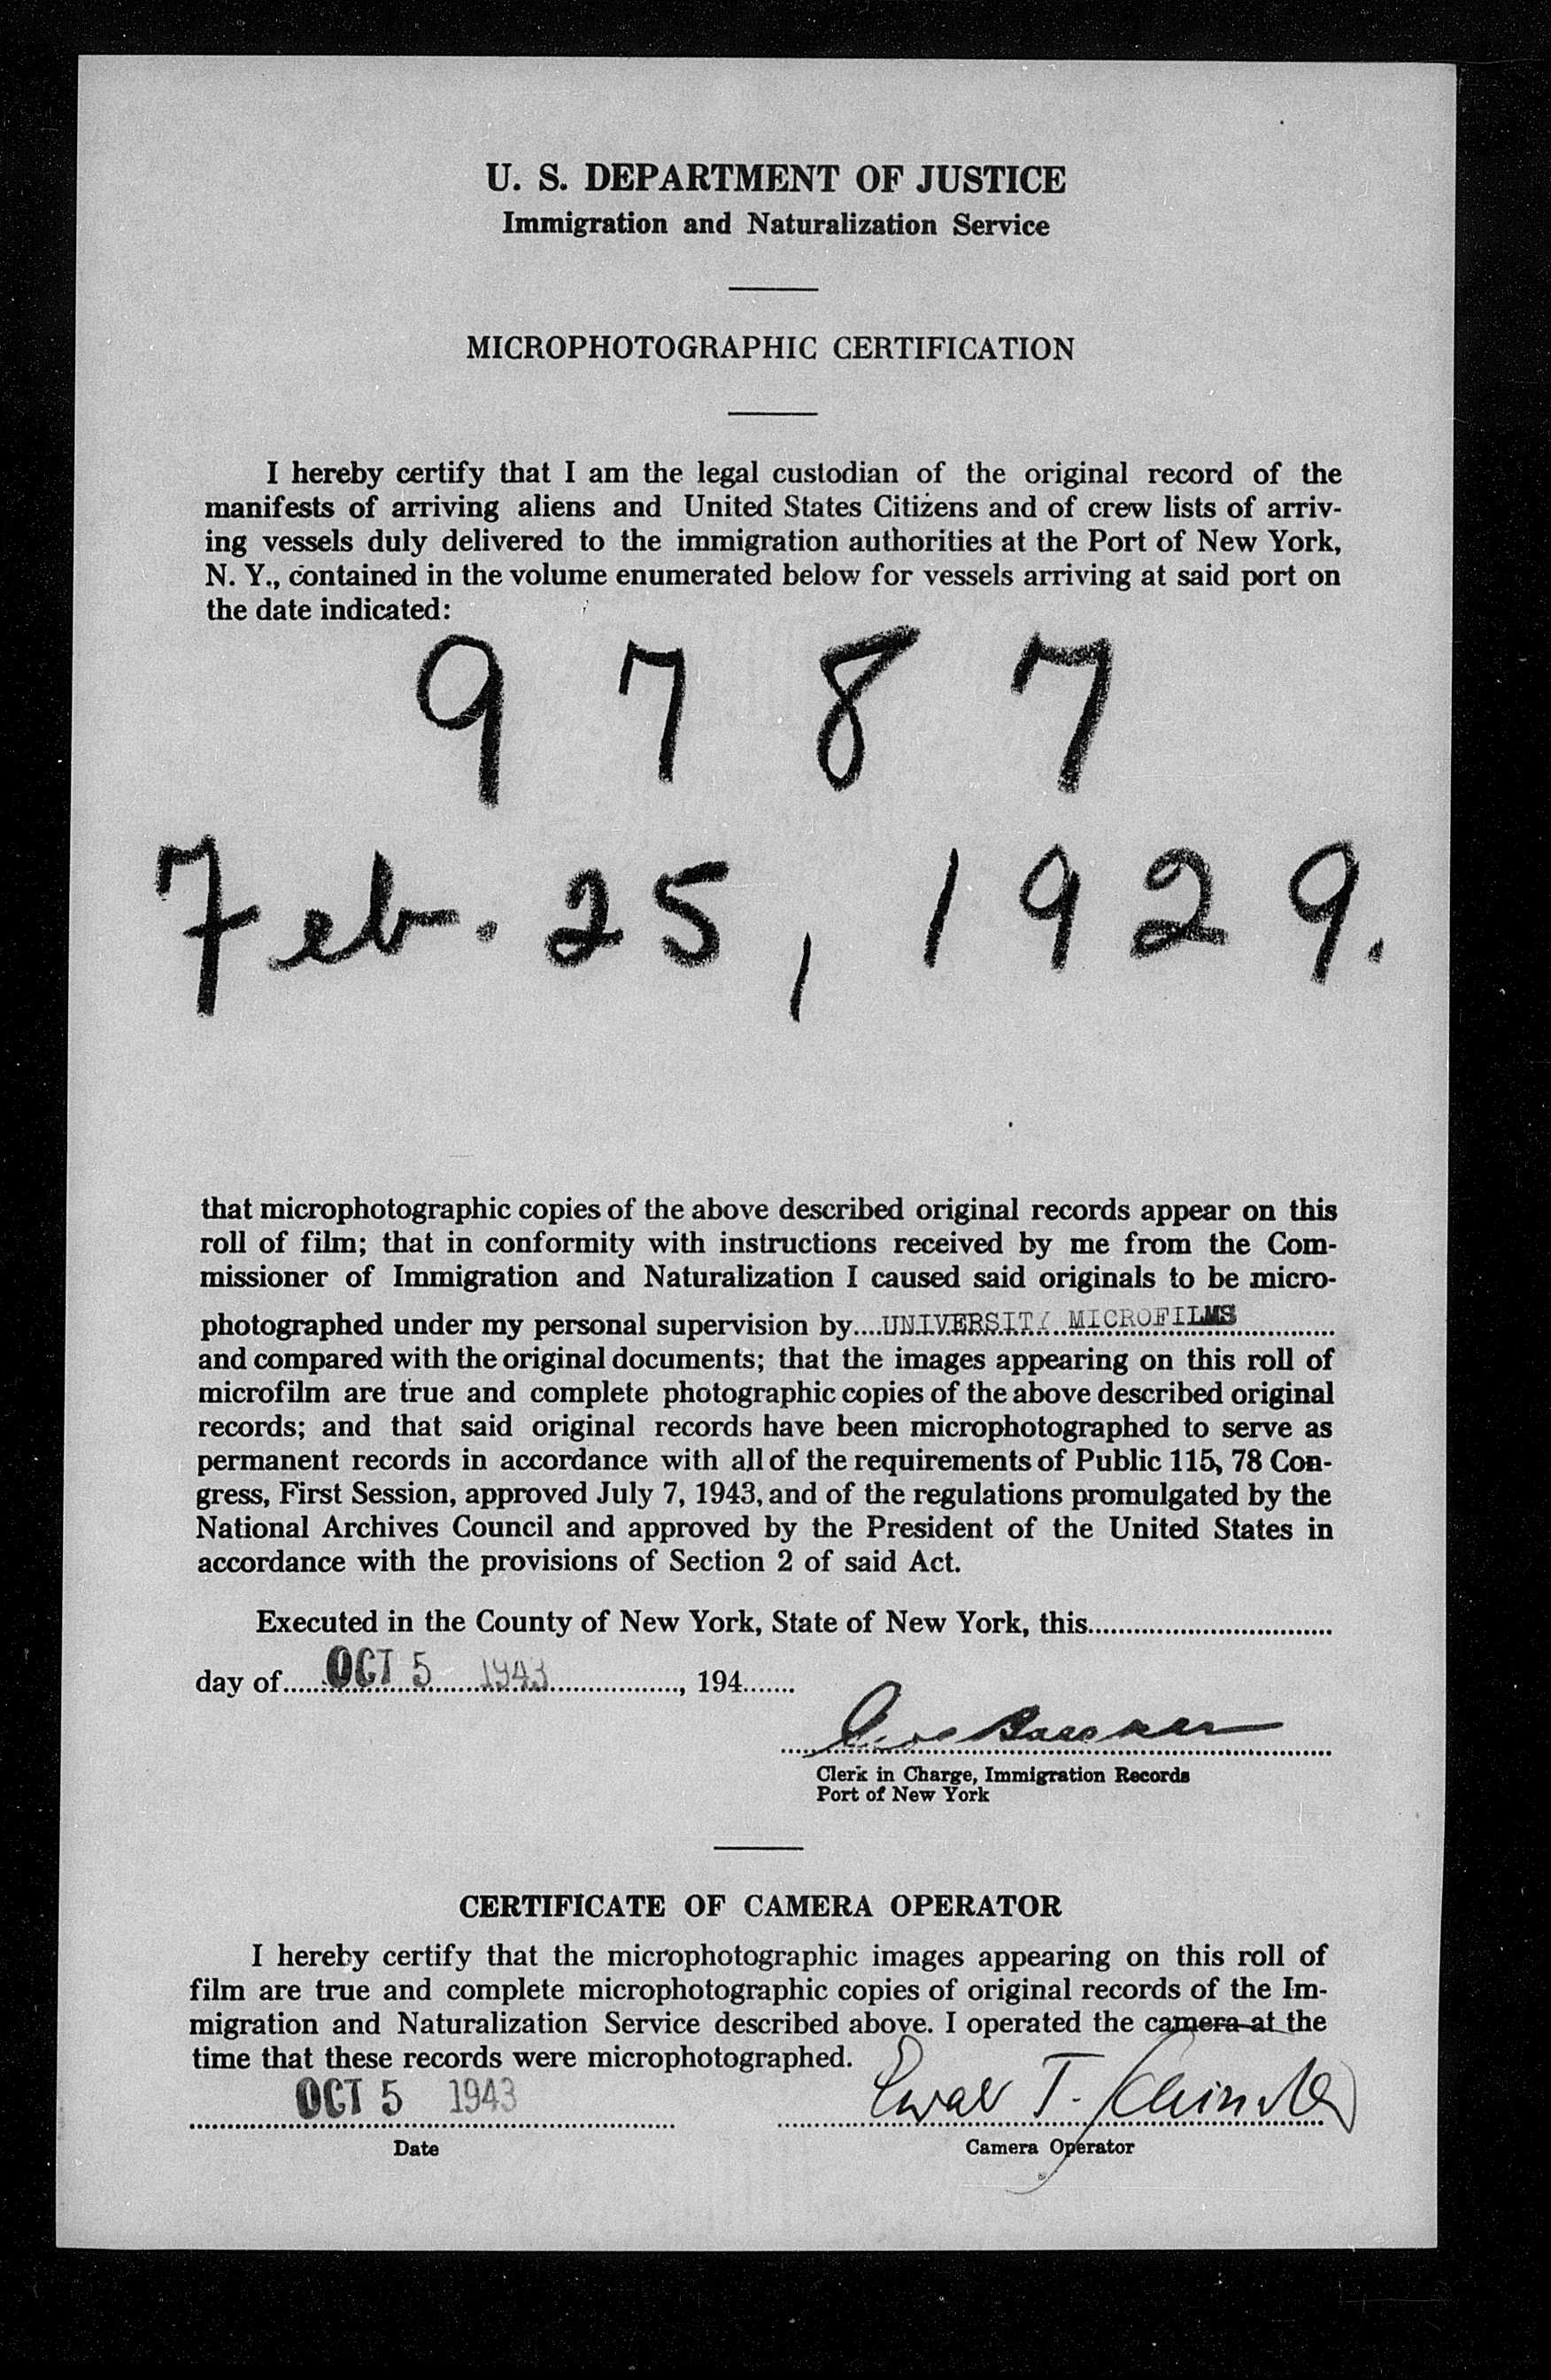 U. S. DEPARTMENT OF JUSTICE
Immigration and Naturalization Service
MICROPHOTOGRAPHIC CERTIFICATION
I hereby certify that I am the legal custodian of the original record of the
manifests of arriving aliens and United States Citizens and of crew lists of arriv-
ing vessels duly delivered to the immigration authorities at the Port of New York,
N. Y., contained in the volume enumerated below for vessels arriving at said port on
the date indicated:
9787
Feb. 25, 1929.
that microphotographic copies of the above described original records appear on this
roll of film; that in conformity with instructions received by me from the Com-
missioner of Immigration and Naturalization I caused said originals to be micro-
photographed under my personal supervision by....UNIVERSITY MICROFILMS
and compared with the original documents; that the images appearing on this roll of
microfilm are true and complete photographic copies of the above described original
records; and that said original records have been microphotographed to serve as
permanent records in accordance with all of the requirements of Public 115, 78 Con-
gress, First Session, approved July 7, 1943, and of the regulations promulgated by the
National Archives Council and approved by the President of the United States in
accordance with the provisions of Section 2 of said Act.
Executed in the County of New York, State of New York, this
day of OCT 5 1943, 194
Clerk in Charge, Immigration Records
Port of New York
CERTIFICATE OF CAMERA OPERATOR
I hereby certify that the microphotographic images appearing on this roll of
film are true and complete microphotographic copies of original records of the Im-
migration and Naturalization Service described above. I operated the camera at the
time that these records were microphotographed.
OCT 5 1943
Date
Camera Operator